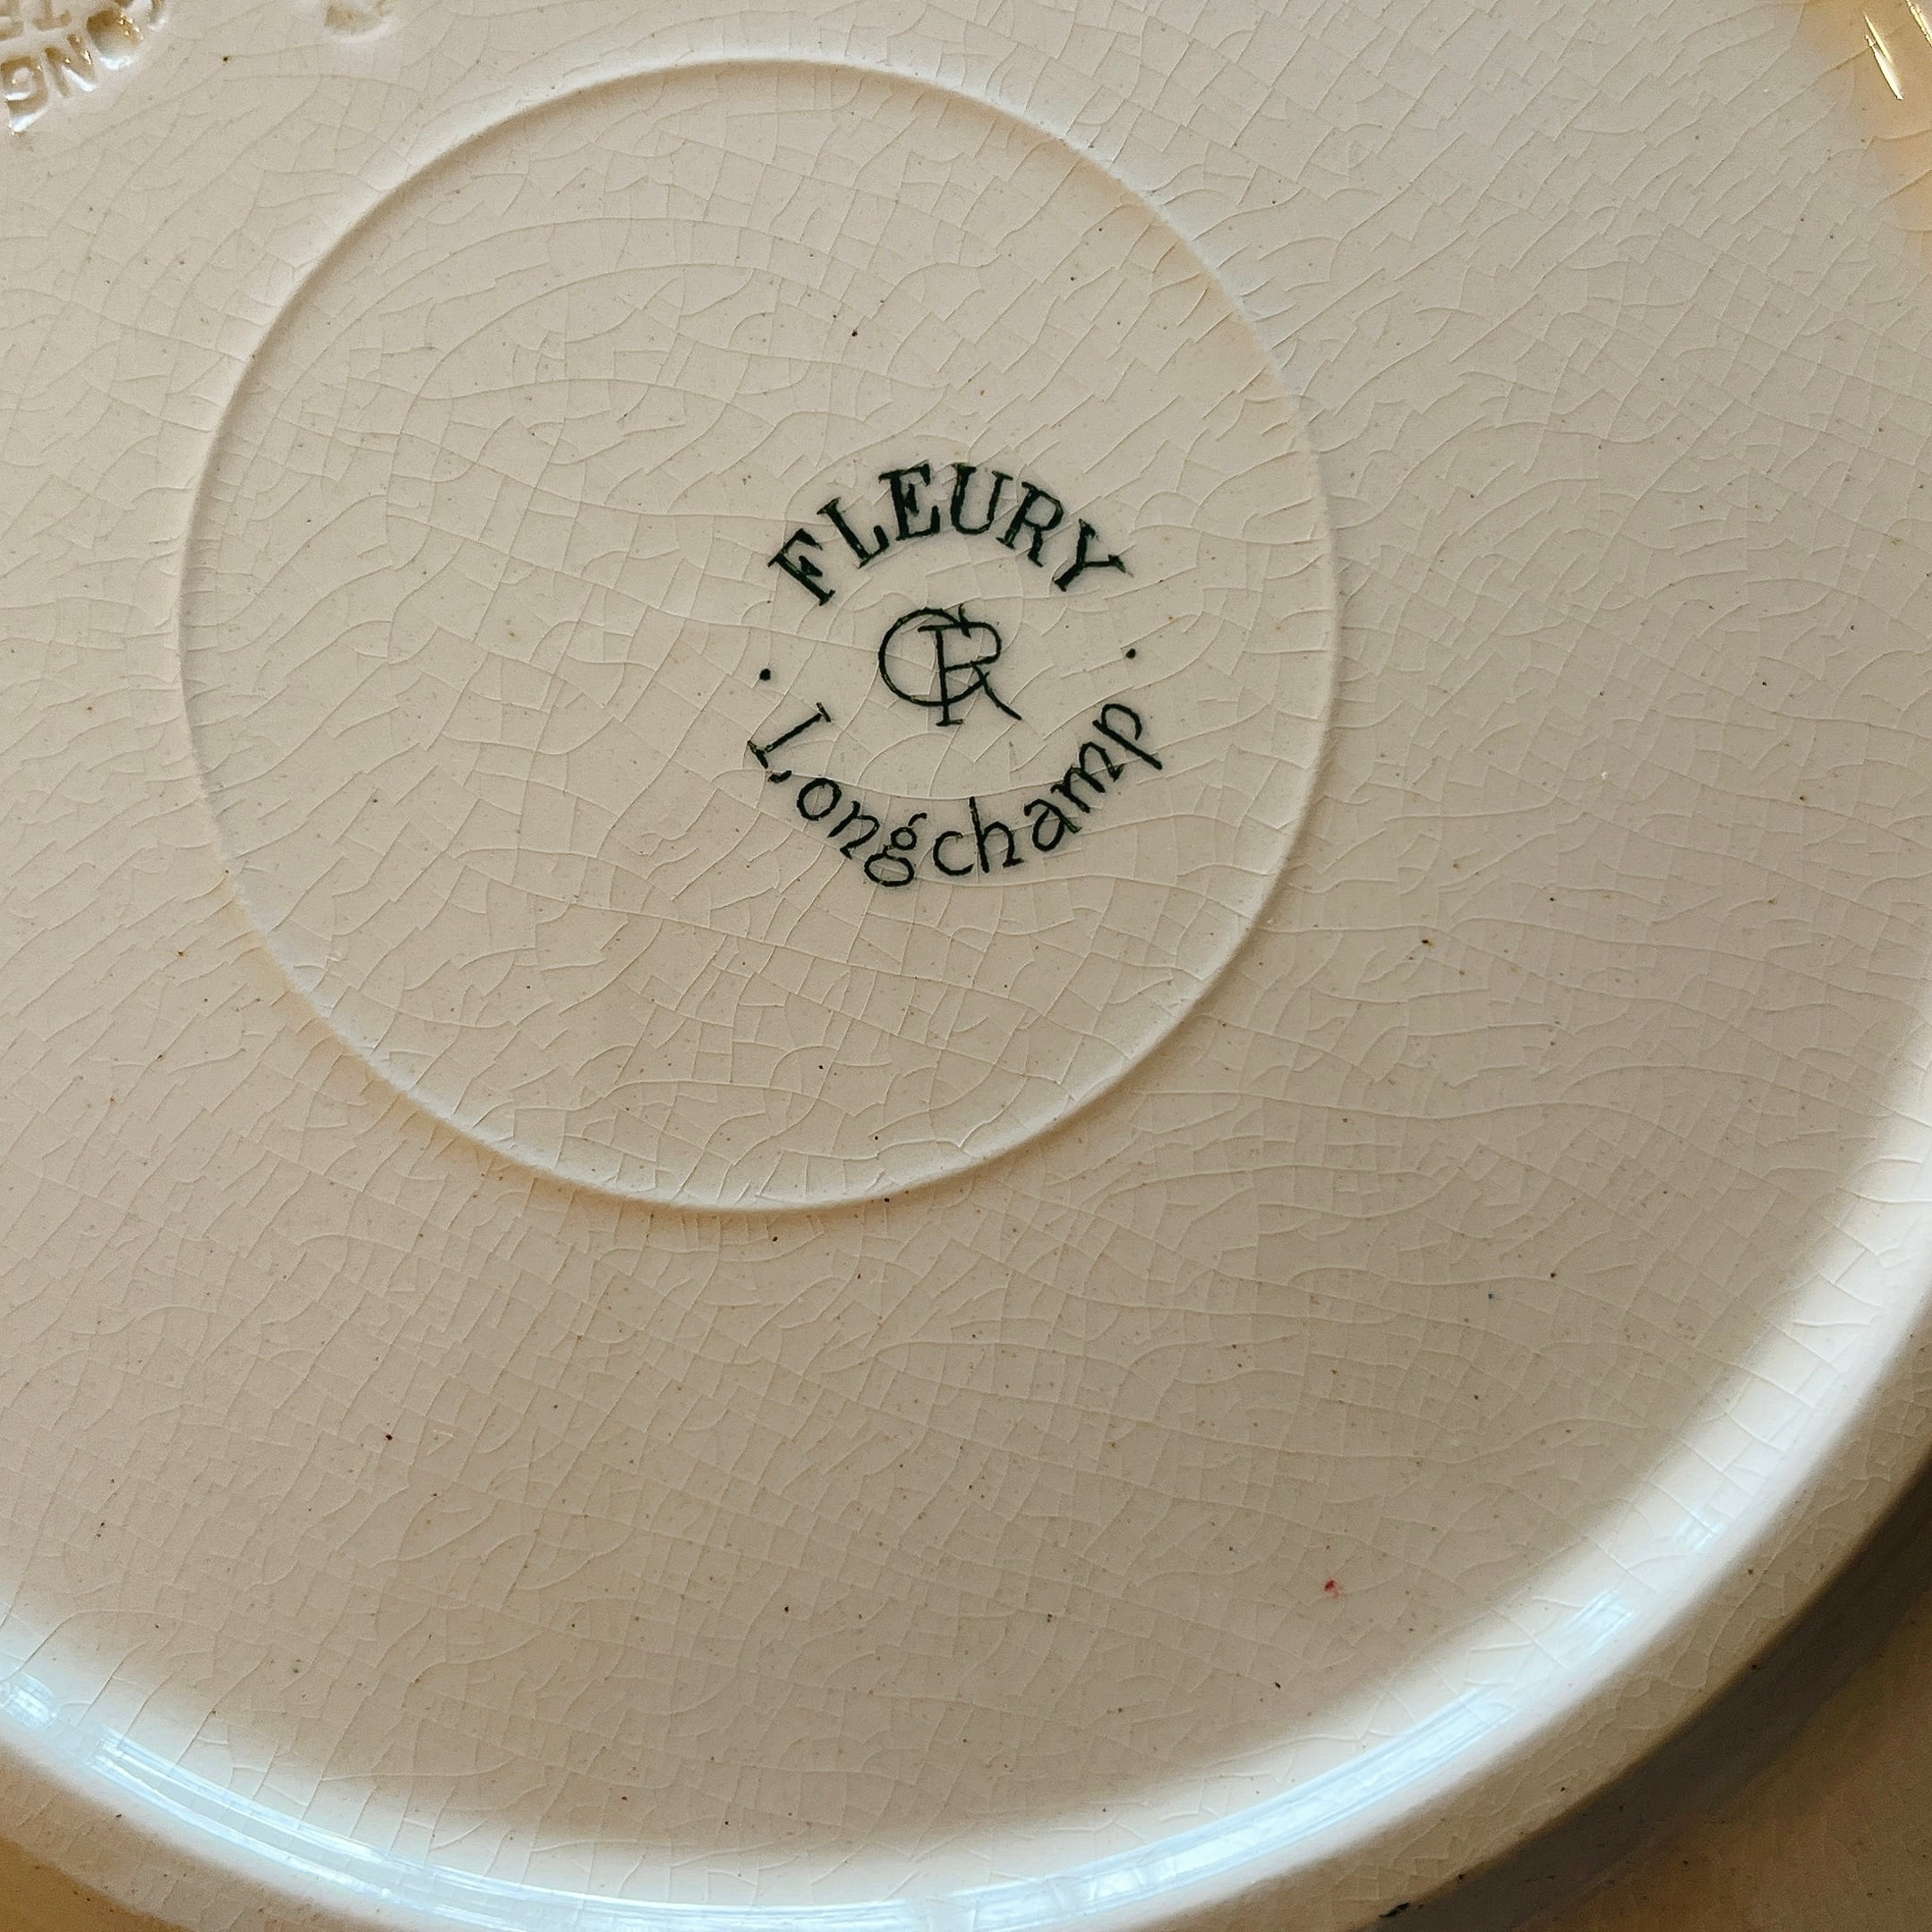 FLEURY
CR
· Longchamp ·